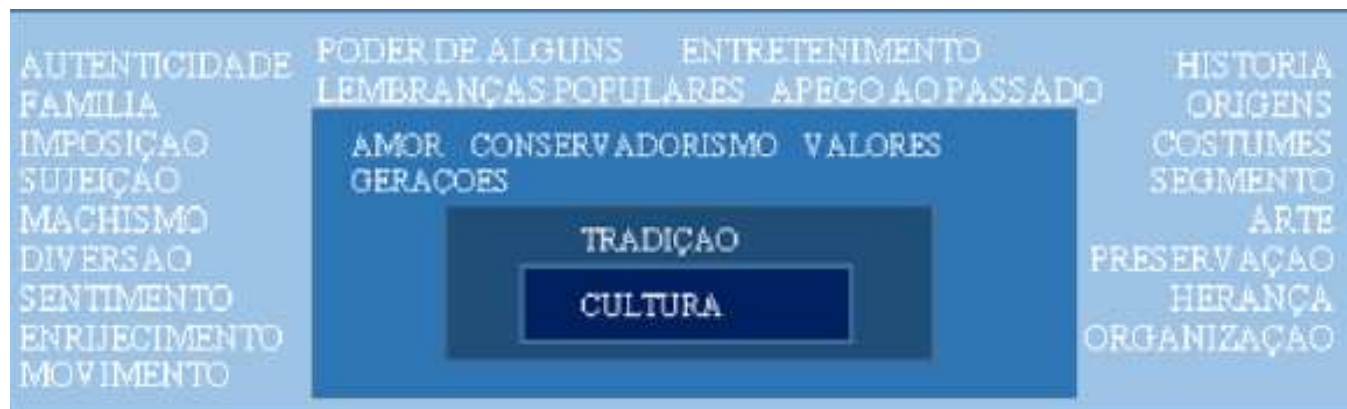 AUTENTICIDADE
FAMILIA
IMPOSIÇAO
SUJEIÇAO
MACHISMO
DIVERSAO
SENTIMENTO
ENRIJECIMENTO
MOVIMENTO
PODER DE ALGUNS ENTRETENIMENTO
LEMBRANÇAS POPULARES APEGO AO PASSADO
AMOR CONSERVADORISMO VALORES
GERAÇOES
TRADIÇAO
CULTURA
HISTORIA
ORIGENS
COSTUMES
SEGMENTO
ARTE
PRESERVAÇAO
HERANÇA
ORGANIZAÇAO